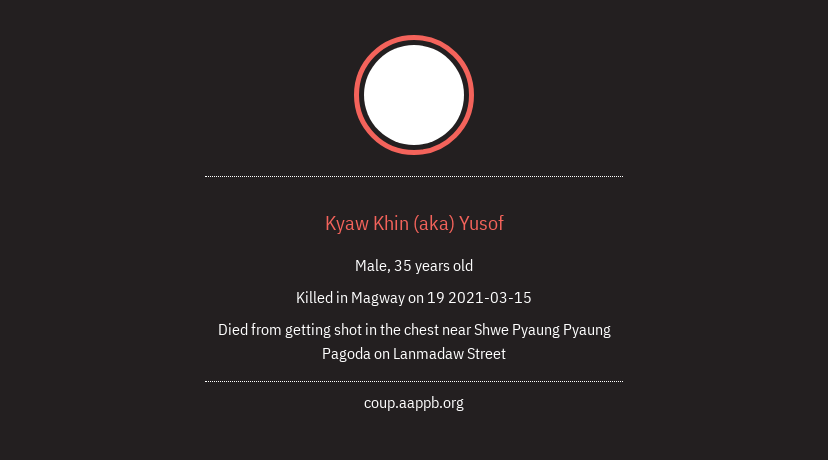 Kyaw Khin (aka) Yusof
Male, 35 years old
Killed in Magway on 19 2021-03-15
Died from getting shot in the chest near Shwe Pyaung Pyaung
Pagoda on Lanmadaw Street
coup.aappb.org